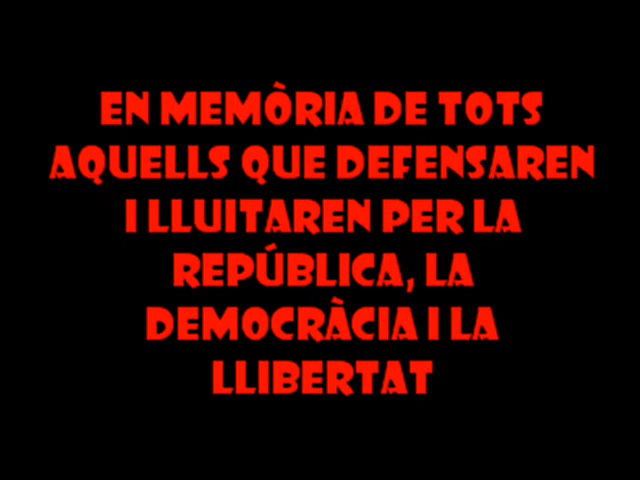 EN MEMÒRIA DE TOTS
AQUELLS QUE DEFENSAREN
I LLUITAREN PER LA
REPÚBLICA, LA
DEMOCRÀCIA I LA
LLIBERTAT